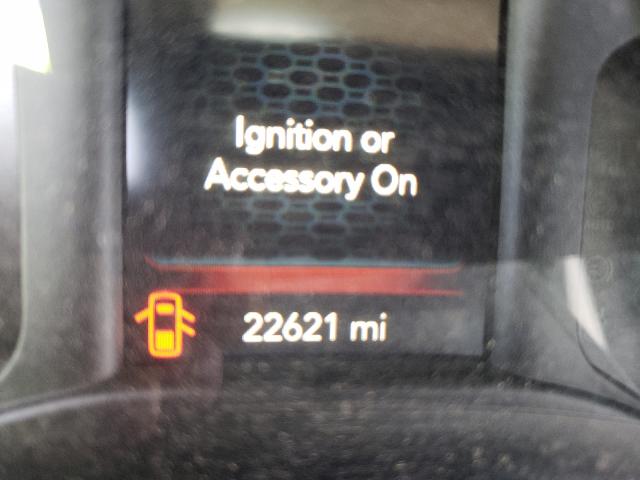 Ignition or
Accessory On
22621 mi